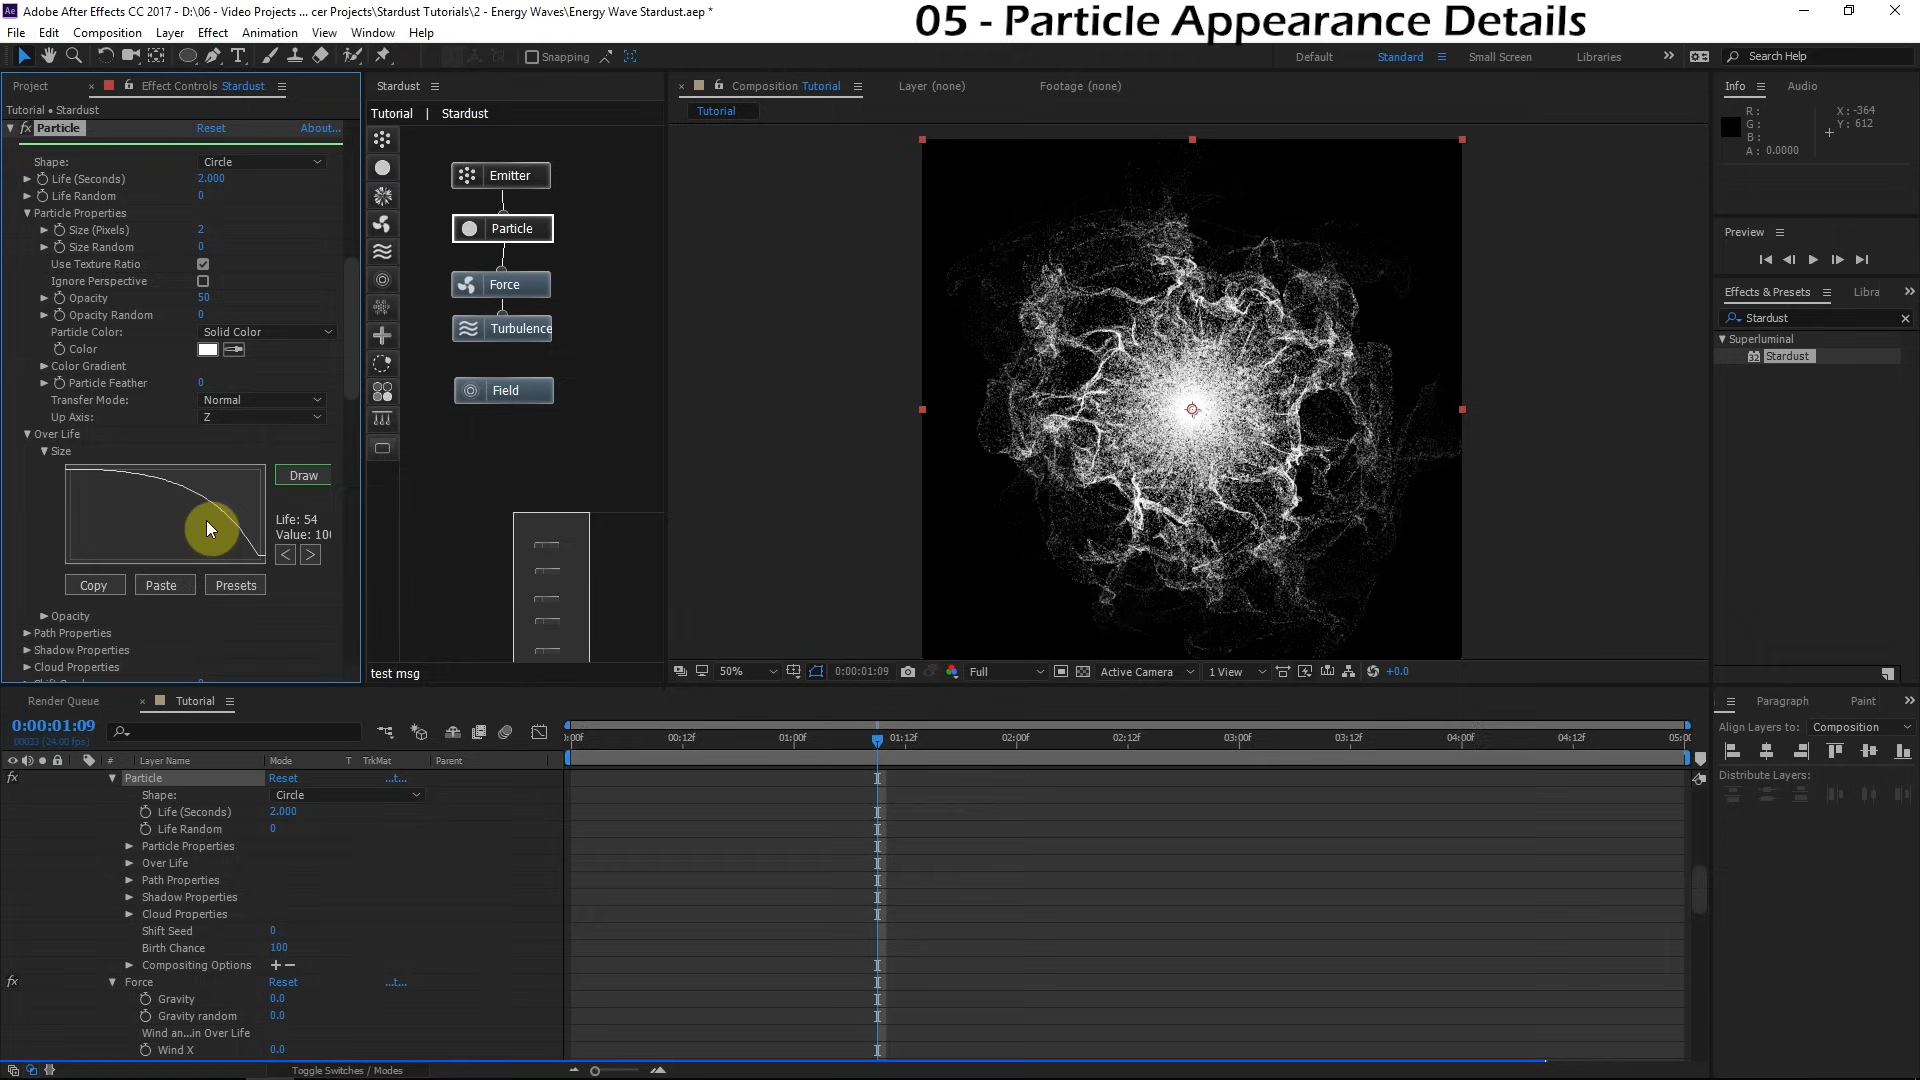 Adobe After Effects CC 2017 - D:\06 - Video Projects ... cer Projects\Stardust Tutorials\2 - Energy Waves\Energy Wave Stardust.aep *
05 - Particle Appearance Details
File Edit Composition Layer Effect Animation View Window Help
Snapping Default Standard Small Screen Libraries Search Help
Project Effect Controls Stardust
Tutorial • Stardust
fx Particle Reset About...
Shape: Circle
Life (Seconds) 2.000
Life Random 0
Particle Properties
Size (Pixels) 2
Size Random 0
Use Texture Ratio
Ignore Perspective
Opacity 50
Opacity Random 0
Particle Color: Solid Color
Color
Color Gradient
Particle Feather 0
Transfer Mode: Normal
Up Axis: Z
Over Life
Size
Draw
Life: 54
Value: 10
< >
Copy Paste Presets
Opacity
Path Properties
Shadow Properties
Cloud Properties
Stardust
Tutorial | Stardust
Emitter
Particle
Force
Turbulence
Field
test msg
Composition Tutorial Layer (none) Footage (none)
Tutorial
50% 0:00:01:09 Full Active Camera 1 View +0.0
Info Audio
R: X: -364
G: Y: 612
B:
A: 0.0000
Preview
Effects & Presets Libra
Stardust
Superluminal
32 Stardust
Render Queue Tutorial
0:00:01:09
00033 (24.00 fps)
# Layer Name Mode T TrkMat Parent
:00f 00:12f 01:00f 01:12f 02:00f 02:12f 03:00f 03:12f 04:00f 04:12f 05:00
fx Particle Reset ...t...
Shape: Circle
Life (Seconds) 2.000
Life Random 0
Particle Properties
Over Life
Path Properties
Shadow Properties
Cloud Properties
Shift Seed 0
Birth Chance 100
Compositing Options + −
fx Force Reset ...t...
Gravity 0.0
Gravity random 0.0
Wind an...in Over Life
Wind X 0.0
Toggle Switches / Modes
Paragraph Paint
Align Layers to: Composition
Distribute Layers: